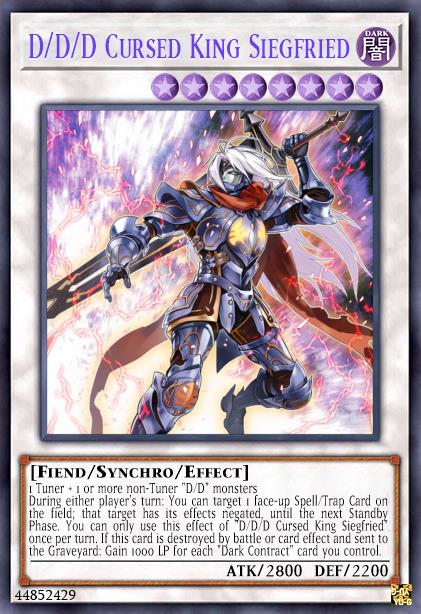 D/D/D Cursed King Siegfried
DARK
闇
[Fiend/Synchro/Effect]
1 Tuner + 1 or more non-Tuner "D/D" monsters
During either player's turn: You can target 1 face-up Spell/Trap Card on
the field; that target has its effects negated, until the next Standby
Phase. You can only use this effect of "D/D/D Cursed King Siegfried"
once per turn. If this card is destroyed by battle or card effect and sent to
the Graveyard: Gain 1000 LP for each "Dark Contract" card you control.
ATK/2800 DEF/2200
44852429